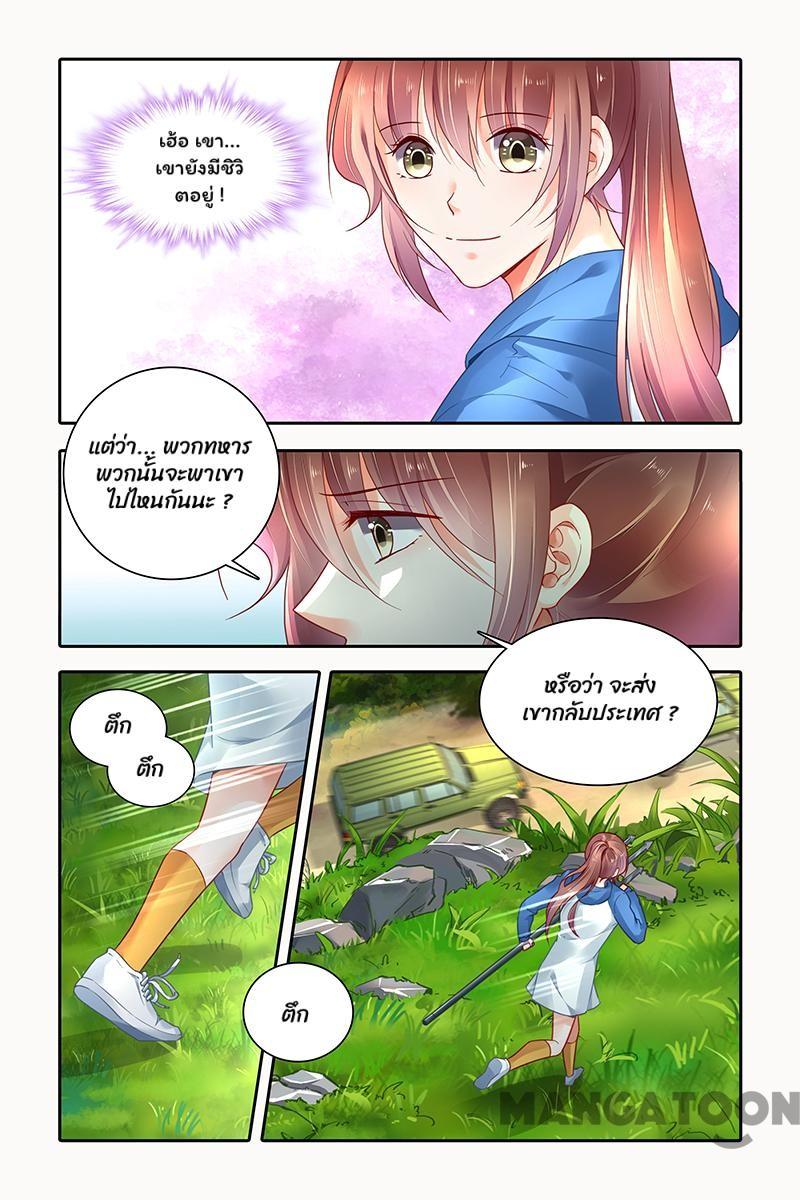 เฮ้อ เขา...
เขายังมีชิวิ
ตอยู่ !
แต่ว่า... พวกทหาร
พวกนั้นจะพาเขา
ไปไหนกันนะ ?
หรือว่า จะส่ง
เขากลับประเทศ ?
ตึก
ตึก
ตึก
MANGATOON